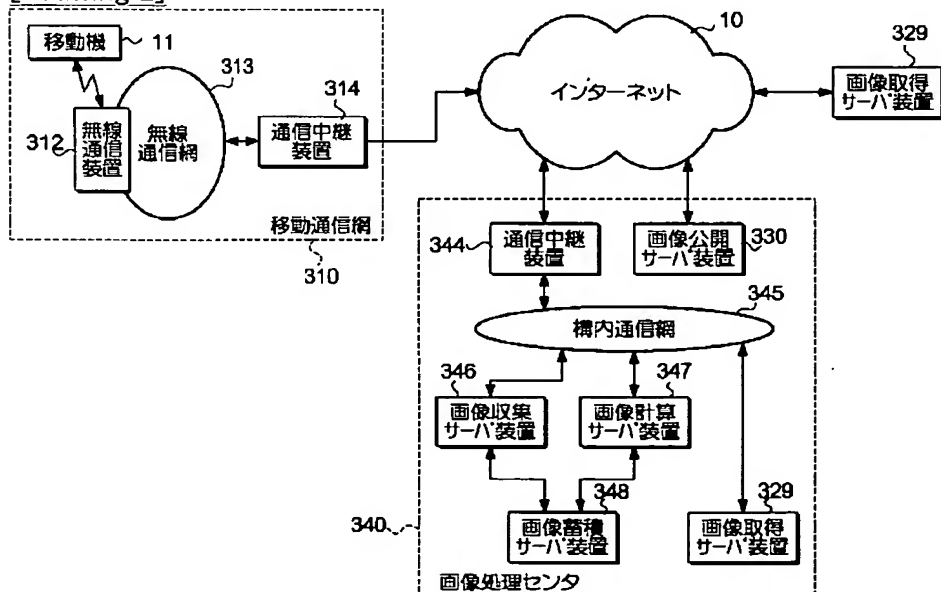 移動機
11
313
314
312
無線
通信装置
無線
通信網
通信中継
装置
移動通信網
310
10
インターネット
329
画像取得
サーバ装置
344
通信中継
装置
画像公開
サーバ装置
330
345
構内通信網
346
画像収集
サーバ装置
347
画像計算
サーバ装置
348
画像蓄積
サーバ装置
329
画像取得
サーバ装置
340
画像処理センタ